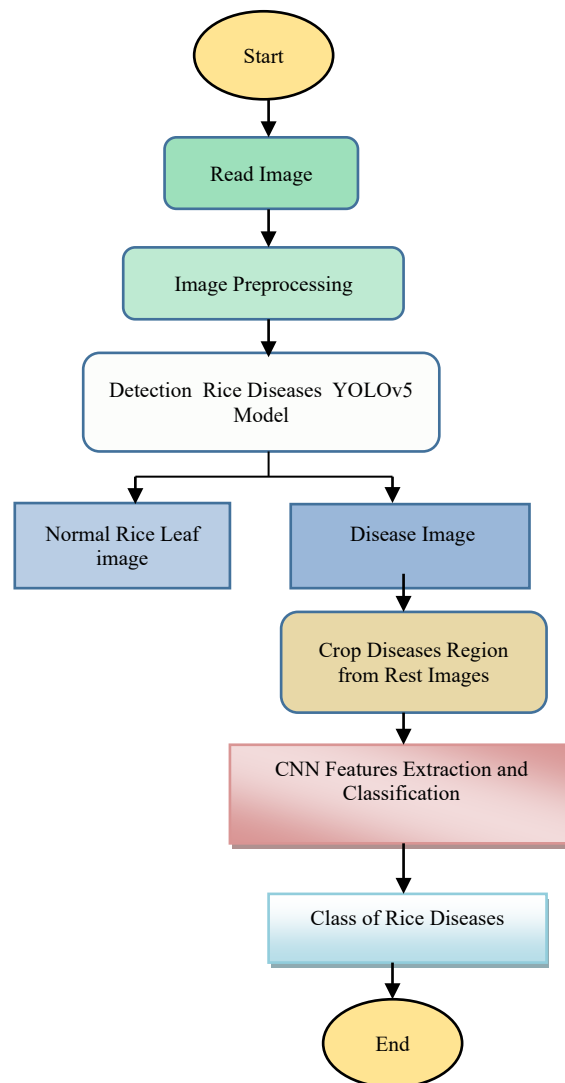 Start
Read Image
Image Preprocessing
Detection Rice Diseases YOLOv5
Model
Normal Rice Leaf
image
Disease Image
Crop Diseases Region
from Rest Images
CNN Features Extraction and
Classification
Class of Rice Diseases
End